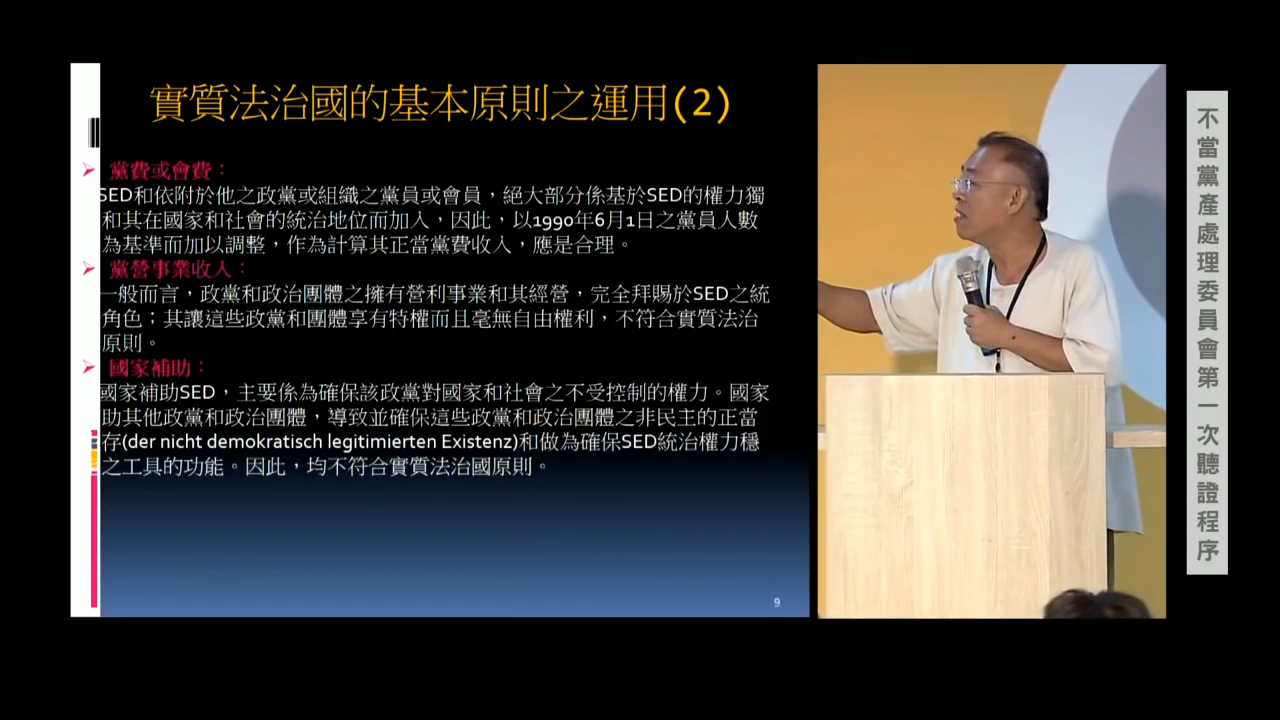 實質法治國的基本原則之運用(2)
黨費或會費：
SED和依附於他之政黨或組織之黨員或會員，絕大部分係基於SED的權力獨
和其在國家和社會的統治地位而加入，因此，以1990年6月1日之黨員人數
為基準而加以調整，作為計算其正當黨費收入，應是合理。
黨營事業收入：
一般而言，政黨和政治團體之擁有營利事業和其經營，完全拜賜於SED之統
角色；其讓這些政黨和團體享有特權而且毫無自由權利，不符合實質法治
原則。
國家補助：
國家補助SED，主要係為確保該政黨對國家和社會之不受控制的權力。國家
助其他政黨和政治團體，導致並確保這些政黨和政治團體之非民主的正當
存(der nicht demokratisch legitimierten Existenz)和做為確保SED統治權力穩
之工具的功能。因此，均不符合實質法治國原則。
9
不當黨產處理委員會第一次聽證程序